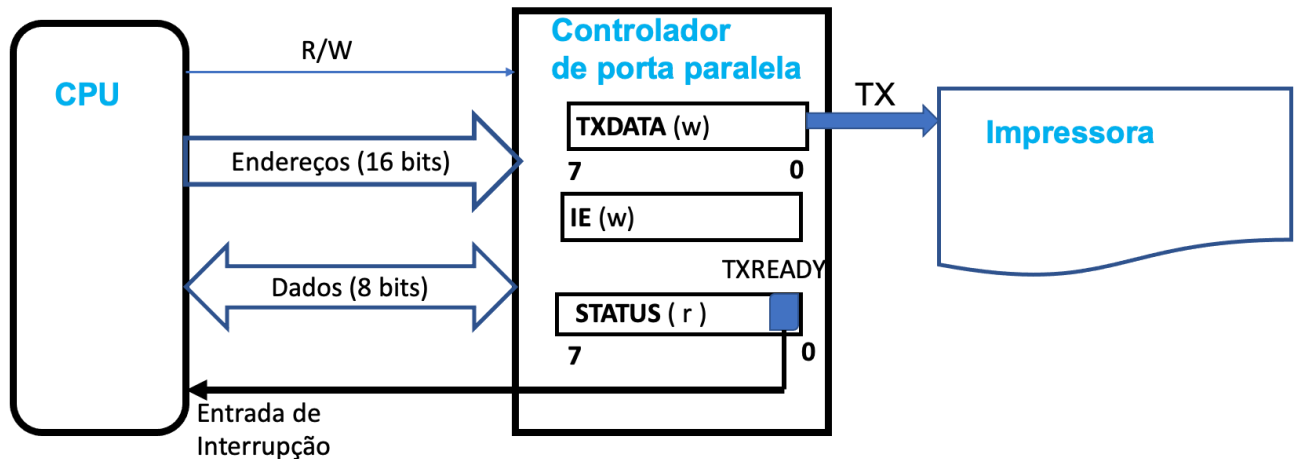 CPU
R/W
Endereços (16 bits)
Dados (8 bits)
Entrada de
Interrupção
Controlador
de porta paralela
TXDATA (w)
7 0
IE (w)
TXREADY
STATUS ( r )
7 0
TX
Impressora